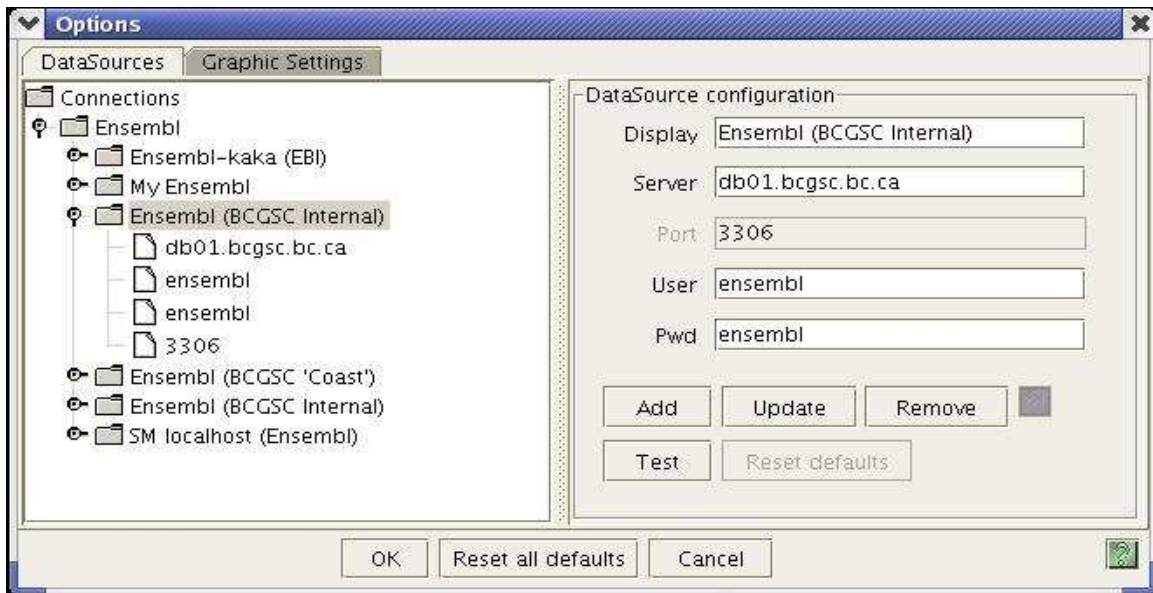 Options
DataSources Graphic Settings
Connections
Ensembl
Ensembl-kaka (EBI)
My Ensembl
Ensembl (BCGSC Internal)
db01.bcgsc.bc.ca
ensembl
ensembl
3306
Ensembl (BCGSC 'Coast')
Ensembl (BCGSC Internal)
SM localhost (Ensembl)
DataSource configuration
Display Ensembl (BCGSC Internal)
Server db01.bcgsc.bc.ca
Port 3306
User ensembl
Pwd ensembl
Add Update Remove
Test Reset defaults
OK Reset all defaults Cancel ?